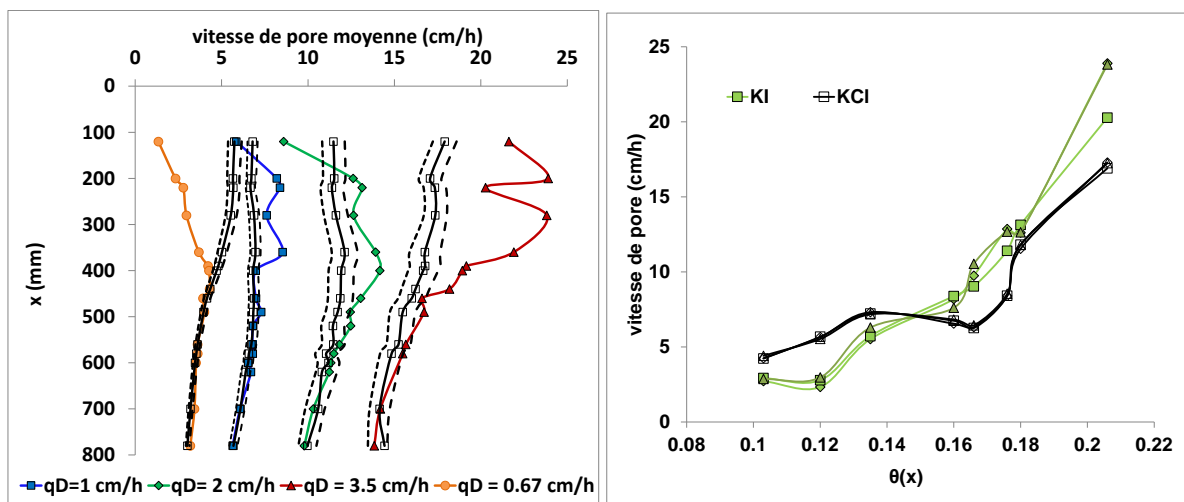 vitesse de pore moyenne (cm/h)
0 5 10 15 20 25
0
100
200
300
400
500
600
700
800
x (mm)
qD=1 cm/h qD= 2 cm/h qD = 3.5 cm/h qD = 0.67 cm/h
25
20
15
10
5
0
vitesse de pore (cm/h)
KI KCl
0.08 0.1 0.12 0.14 0.16 0.18 0.2 0.22
θ(x)